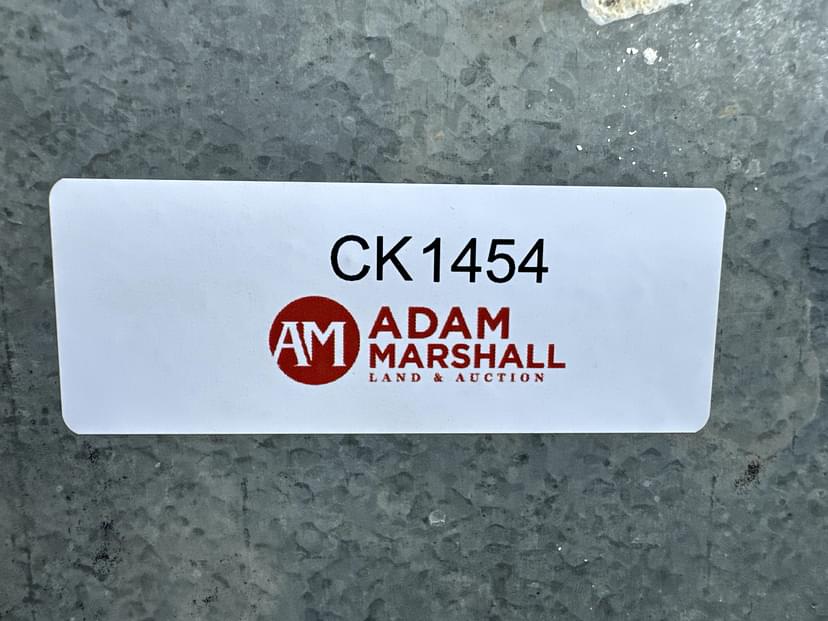 CK1454
AM
ADAM
MARSHALL
LAND & AUCTION